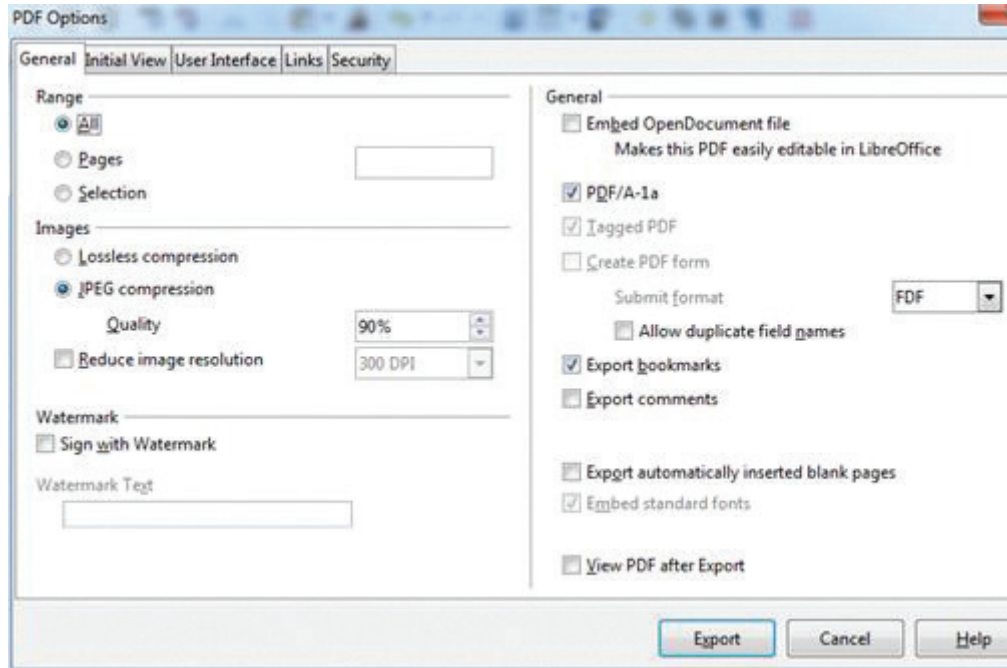 PDF Options
General Initial View User Interface Links Security
Range
All
Pages
Selection
Images
Lossless compression
JPEG compression
Quality 90%
Reduce image resolution 300 DPI
Watermark
Sign with Watermark
Watermark Text
General
Embed OpenDocument file
Makes this PDF easily editable in LibreOffice
PDF/A-1a
Tagged PDF
Create PDF form
Submit format FDF
Allow duplicate field names
Export bookmarks
Export comments
Export automatically inserted blank pages
Embed standard fonts
View PDF after Export
Export Cancel Help